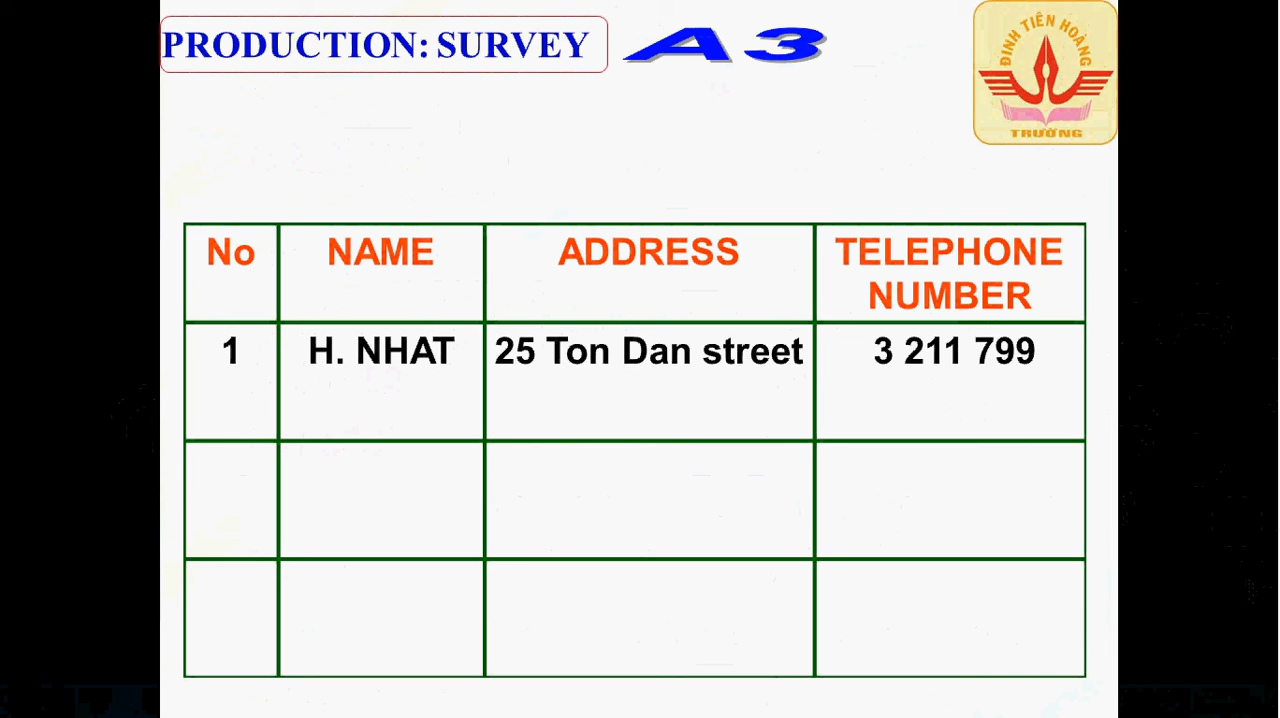 PRODUCTION: SURVEY
A 3
ĐINH TIÊN HOÀNG
TRƯỜNG
No NAME ADDRESS TELEPHONE
NUMBER
1 H. NHAT 25 Ton Dan street 3 211 799